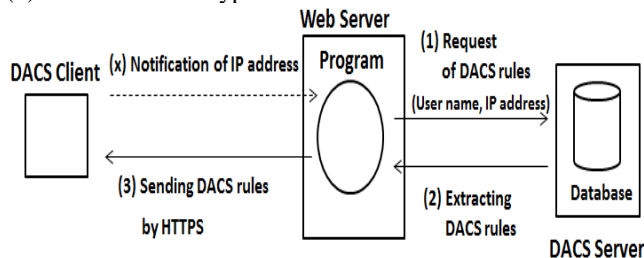 Web Server
DACS Client
(x) Notification of IP address
Program
(1) Request
of DACS rules
(User name, IP address)
(3) Sending DACS rules
by HTTPS
(2) Extracting
DACS rules
Database
DACS Server